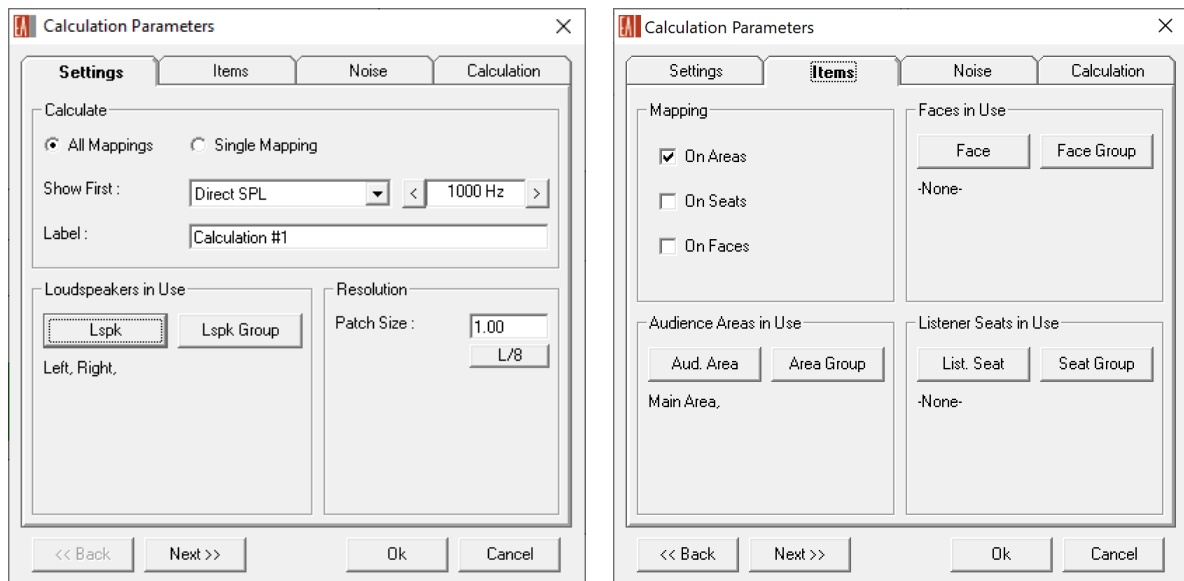 EAI Calculation Parameters
Settings Items Noise Calculation
Calculate
All Mappings Single Mapping
Show First : Direct SPL < 1000 Hz >
Label : Calculation #1
Loudspeakers in Use
Lspk Lspk Group
Left, Right,
Resolution
Patch Size : 1.00
L/8
<< Back Next >> Ok Cancel
EAI Calculation Parameters
Settings Items Noise Calculation
Mapping
On Areas
On Seats
On Faces
Faces in Use
Face Face Group
-None-
Audience Areas in Use
Aud. Area Area Group
Main Area,
Listener Seats in Use
List. Seat Seat Group
-None-
<< Back Next >> Ok Cancel